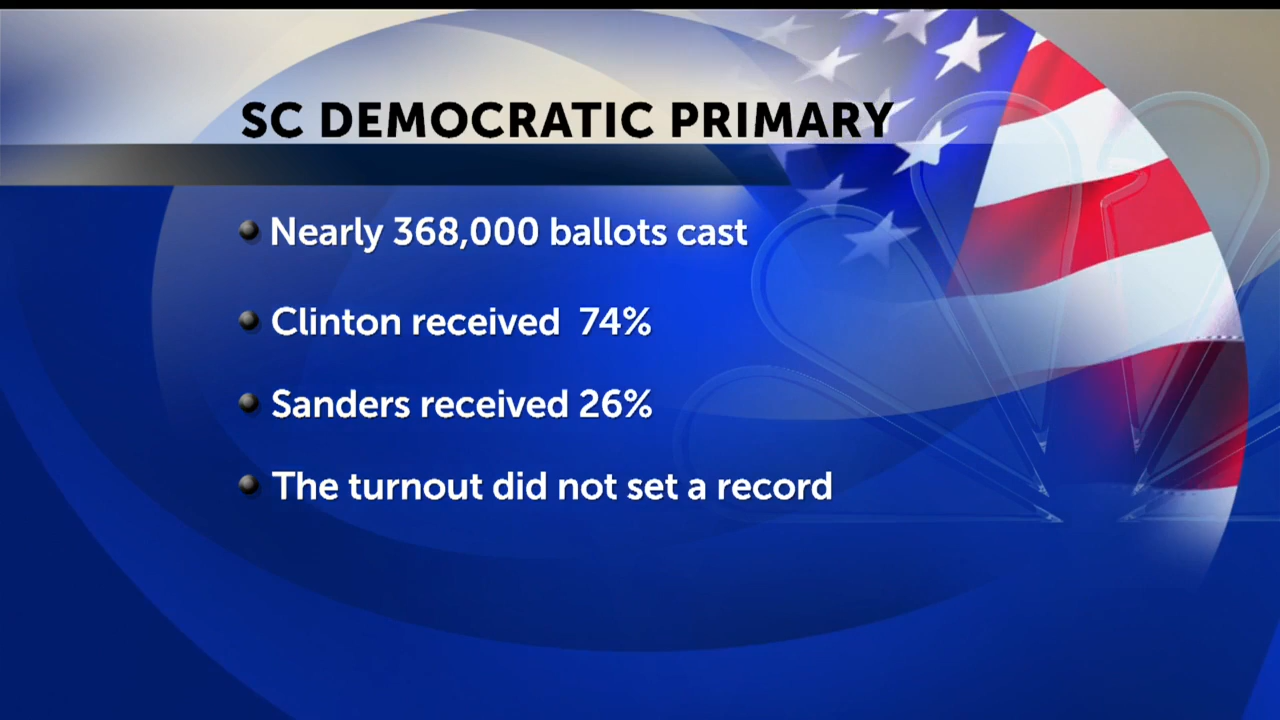 SC DEMOCRATIC PRIMARY
Nearly 368,000 ballots cast
Clinton received 74%
Sanders received 26%
The turnout did not set a record